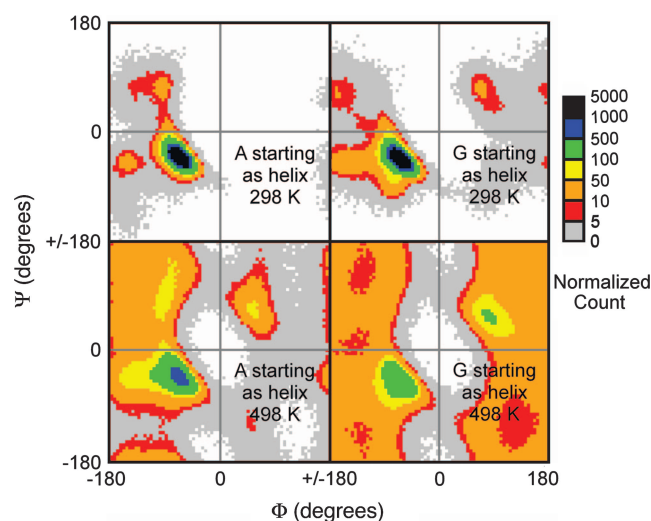 180
0
+/-180
0
-180
Ψ (degrees)
A starting
as helix
298 K
G starting
as helix
298 K
A starting
as helix
498 K
G starting
as helix
498 K
-180
0
+/-180
0
180
Φ (degrees)
5000
1000
500
100
50
10
5
0
Normalized
Count